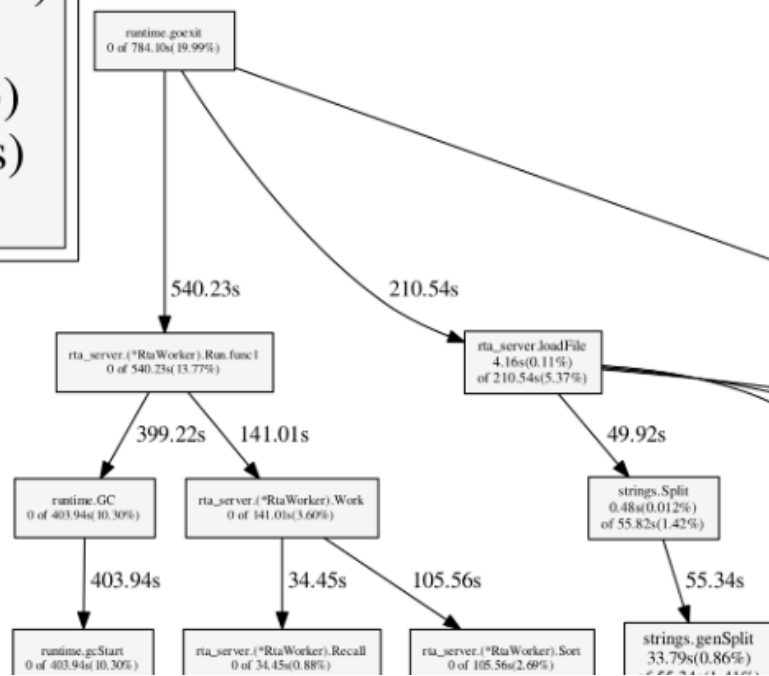 )
runtime.goexit
0 of 784.10s(19.99%)
)
s)
540.23s
210.54s
rta_server.(*RtaWorker).Run.func1
0 of 540.23s(13.77%)
rta_server.loadFile
4.16s(0.11%)
of 210.54s(5.37%)
399.22s
141.01s
49.92s
runtime.GC
0 of 403.94s(10.30%)
rta_server.(*RtaWorker).Work
0 of 141.01s(3.60%)
strings.Split
0.48s(0.012%)
of 55.82s(1.42%)
403.94s
34.45s
105.56s
55.34s
runtime.gcStart
0 of 403.94s(10.30%)
rta_server.(*RtaWorker).Recall
0 of 34.45s(0.88%)
rta_server.(*RtaWorker).Sort
0 of 105.56s(2.69%)
strings.genSplit
33.79s(0.86%)
of 55.34s(1.41%)